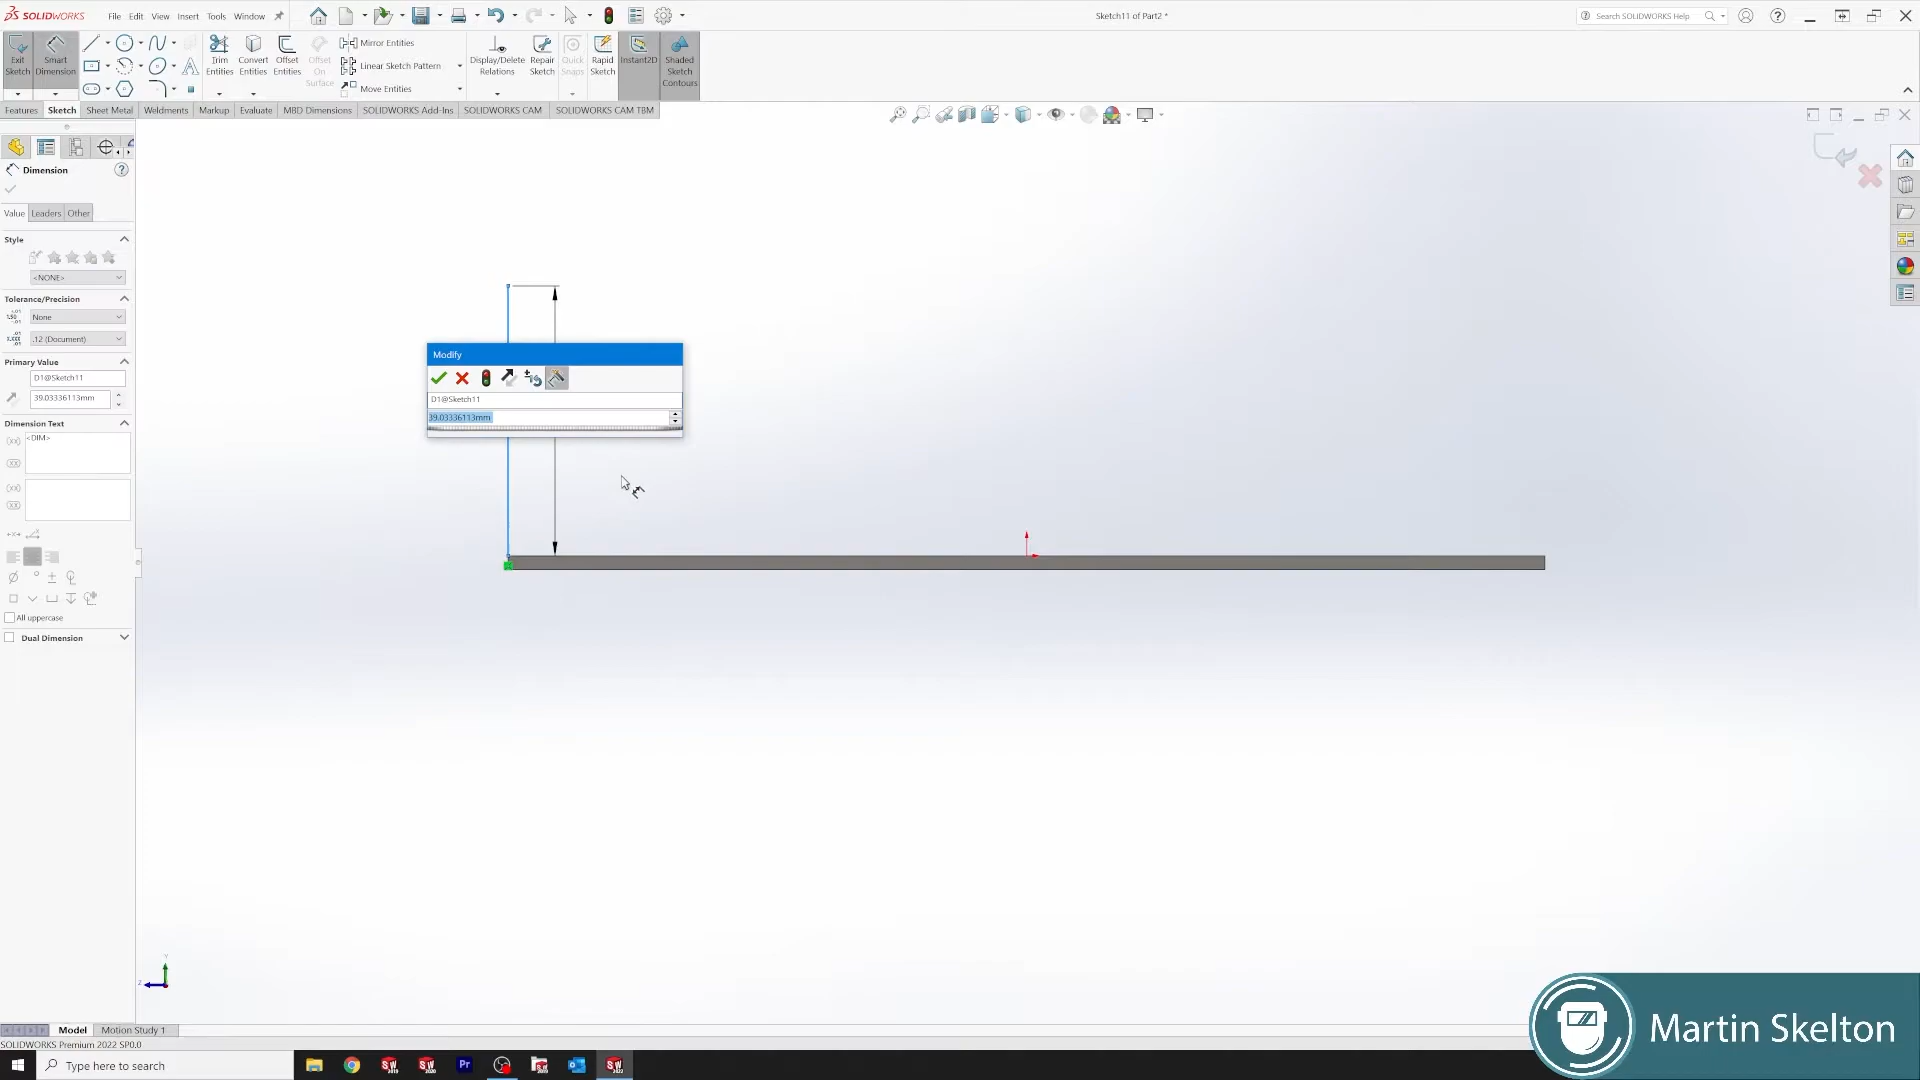 SOLIDWORKS File Edit View Insert Tools Window Sketch11 of Part2 * Search SOLIDWORKS Help
Exit Sketch
Smart Dimension
Trim Entities
Convert Entities
Offset Entities
Offset On Surface
Mirror Entities
Linear Sketch Pattern
Move Entities
Display/Delete Relations
Repair Sketch
Quick Snaps
Rapid Sketch
Instant2D
Shaded Sketch Contours
Features Sketch Sheet Metal Weldments Markup Evaluate MBD Dimensions SOLIDWORKS Add-Ins SOLIDWORKS CAM SOLIDWORKS CAM TBM
Dimension
Value Leaders Other
Style
<NONE>
Tolerance/Precision
None
.12 (Document)
Primary Value
D1@Sketch11
39.03336113mm
Dimension Text
<DIM>
All uppercase
Dual Dimension
Modify
D1@Sketch11
39.03336113mm
Y
Z
Model Motion Study 1
SOLIDWORKS Premium 2022 SP0.0
Type here to search
Martin Skelton